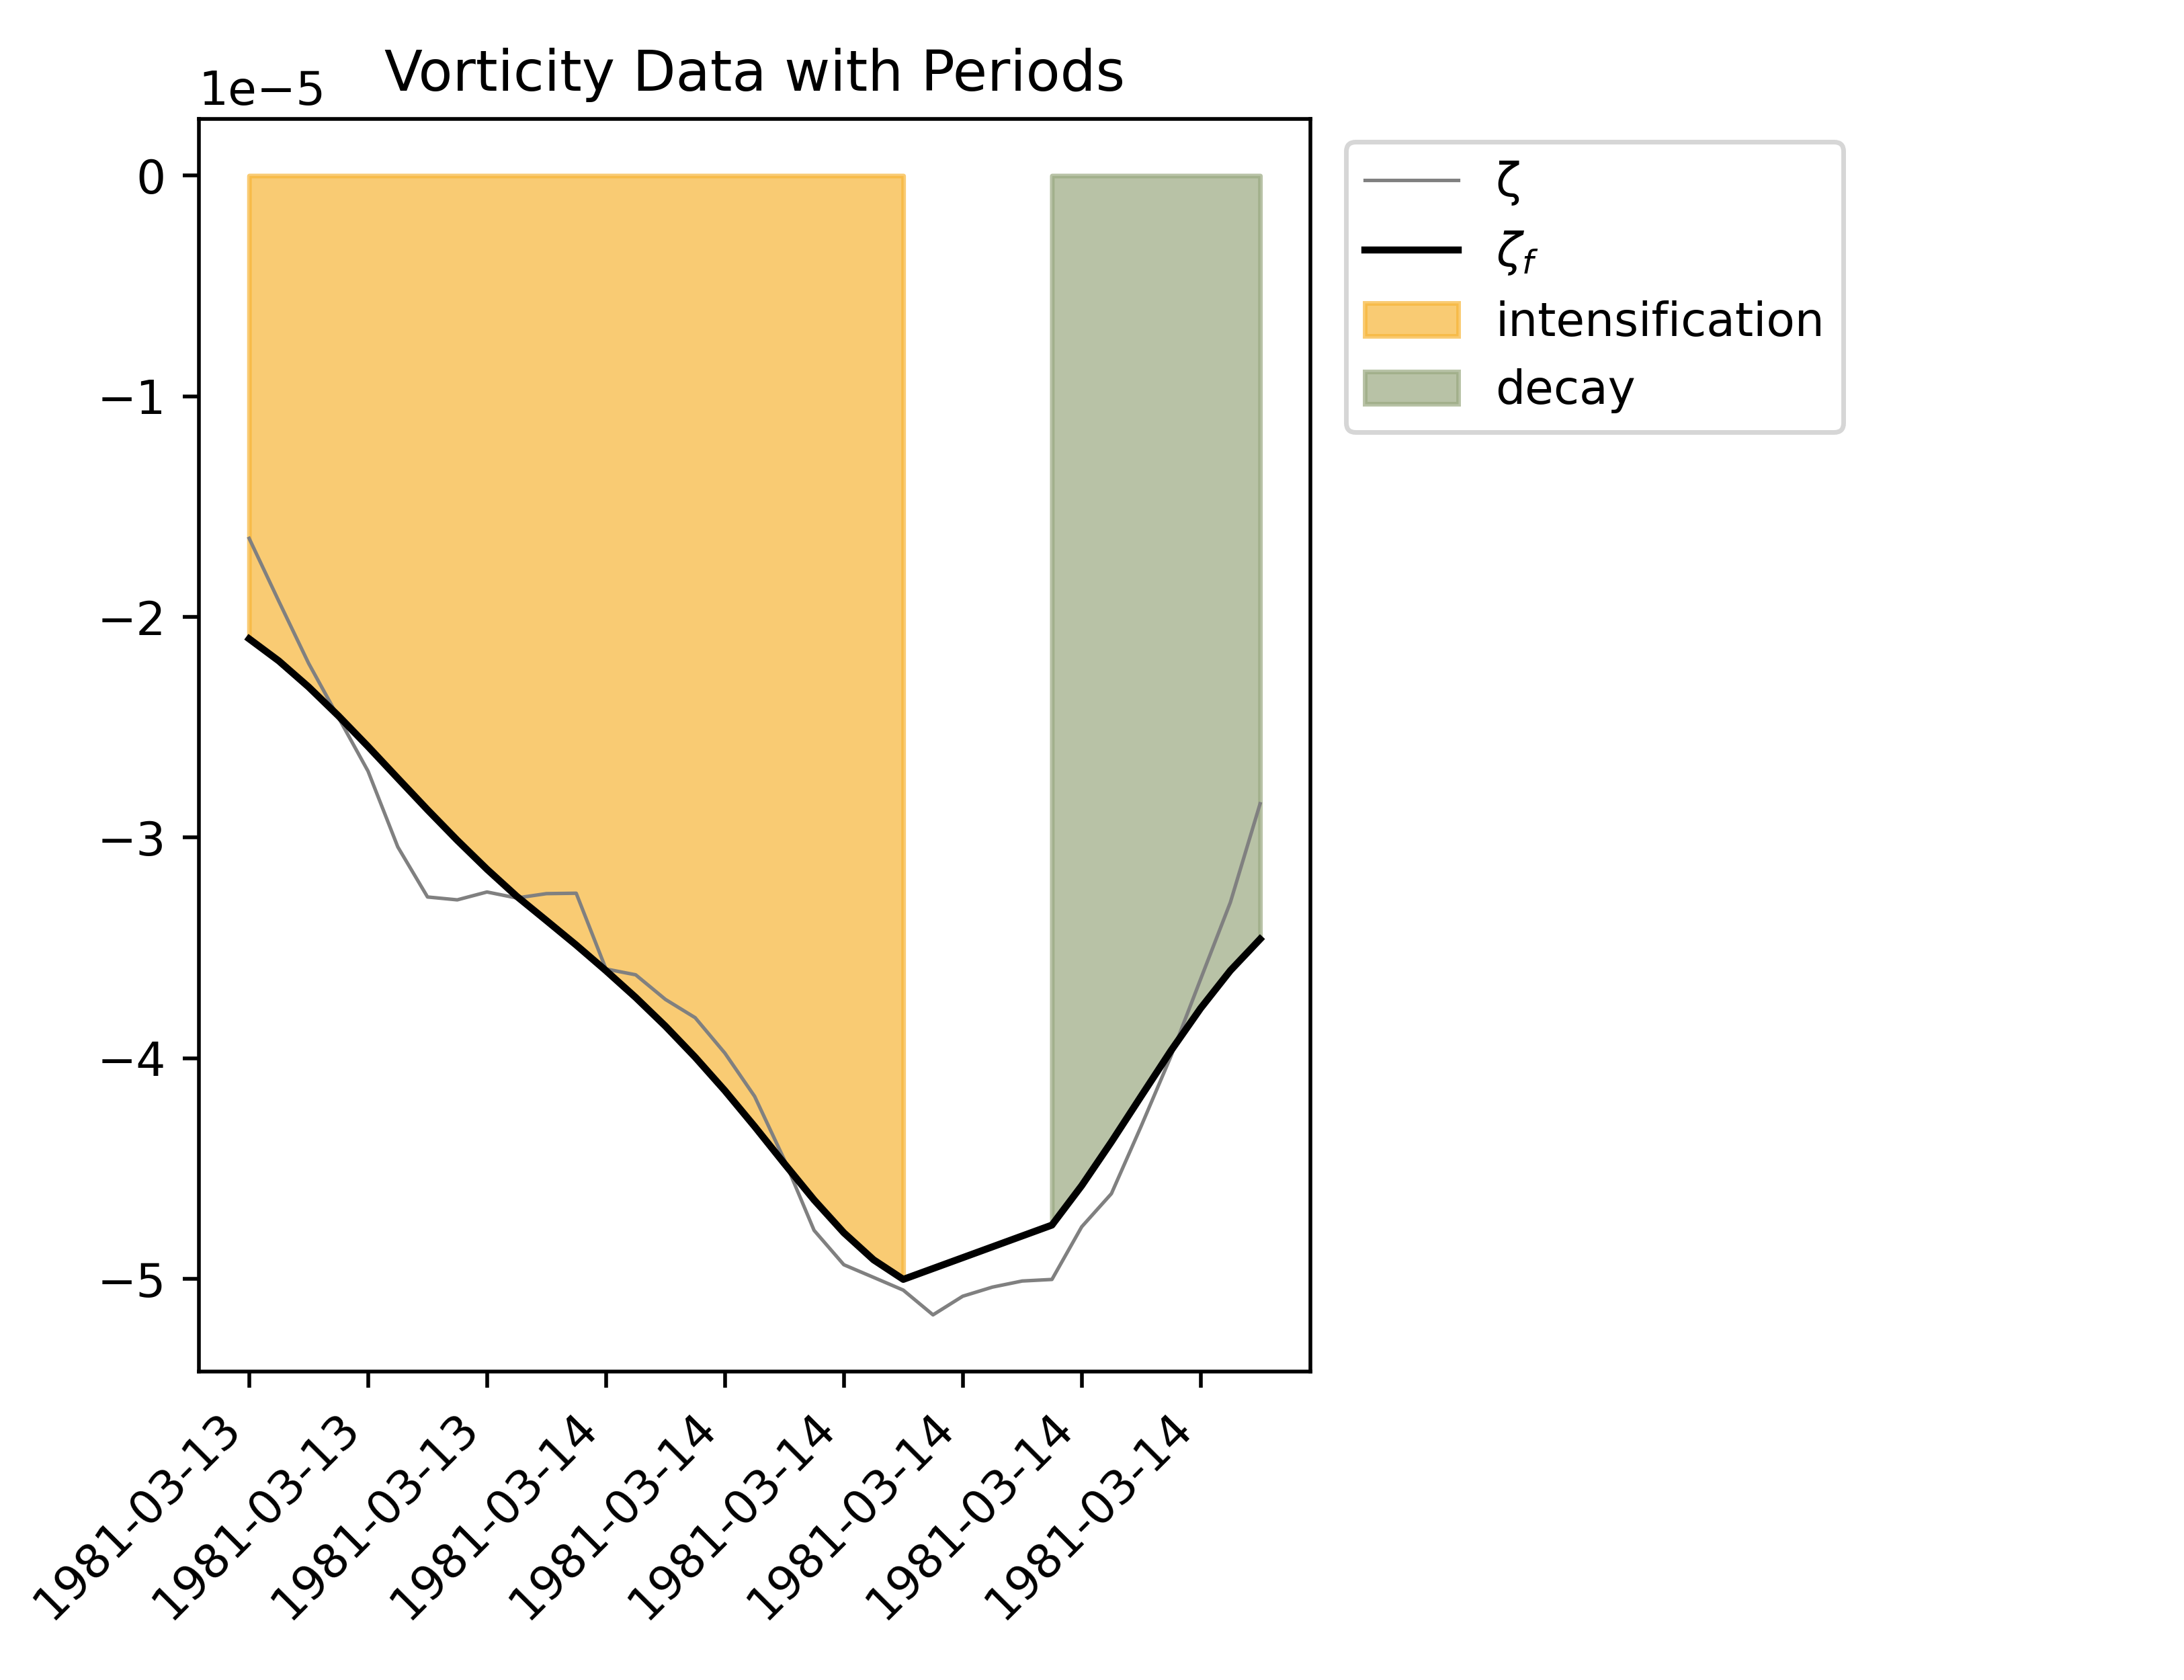 Vorticity Data with Periods
1e−5
0
−1
−2
−3
−4
−5
1981-03-13
1981-03-13
1981-03-13
1981-03-14
1981-03-14
1981-03-14
1981-03-14
1981-03-14
1981-03-14
ζ
ζf
intensification
decay